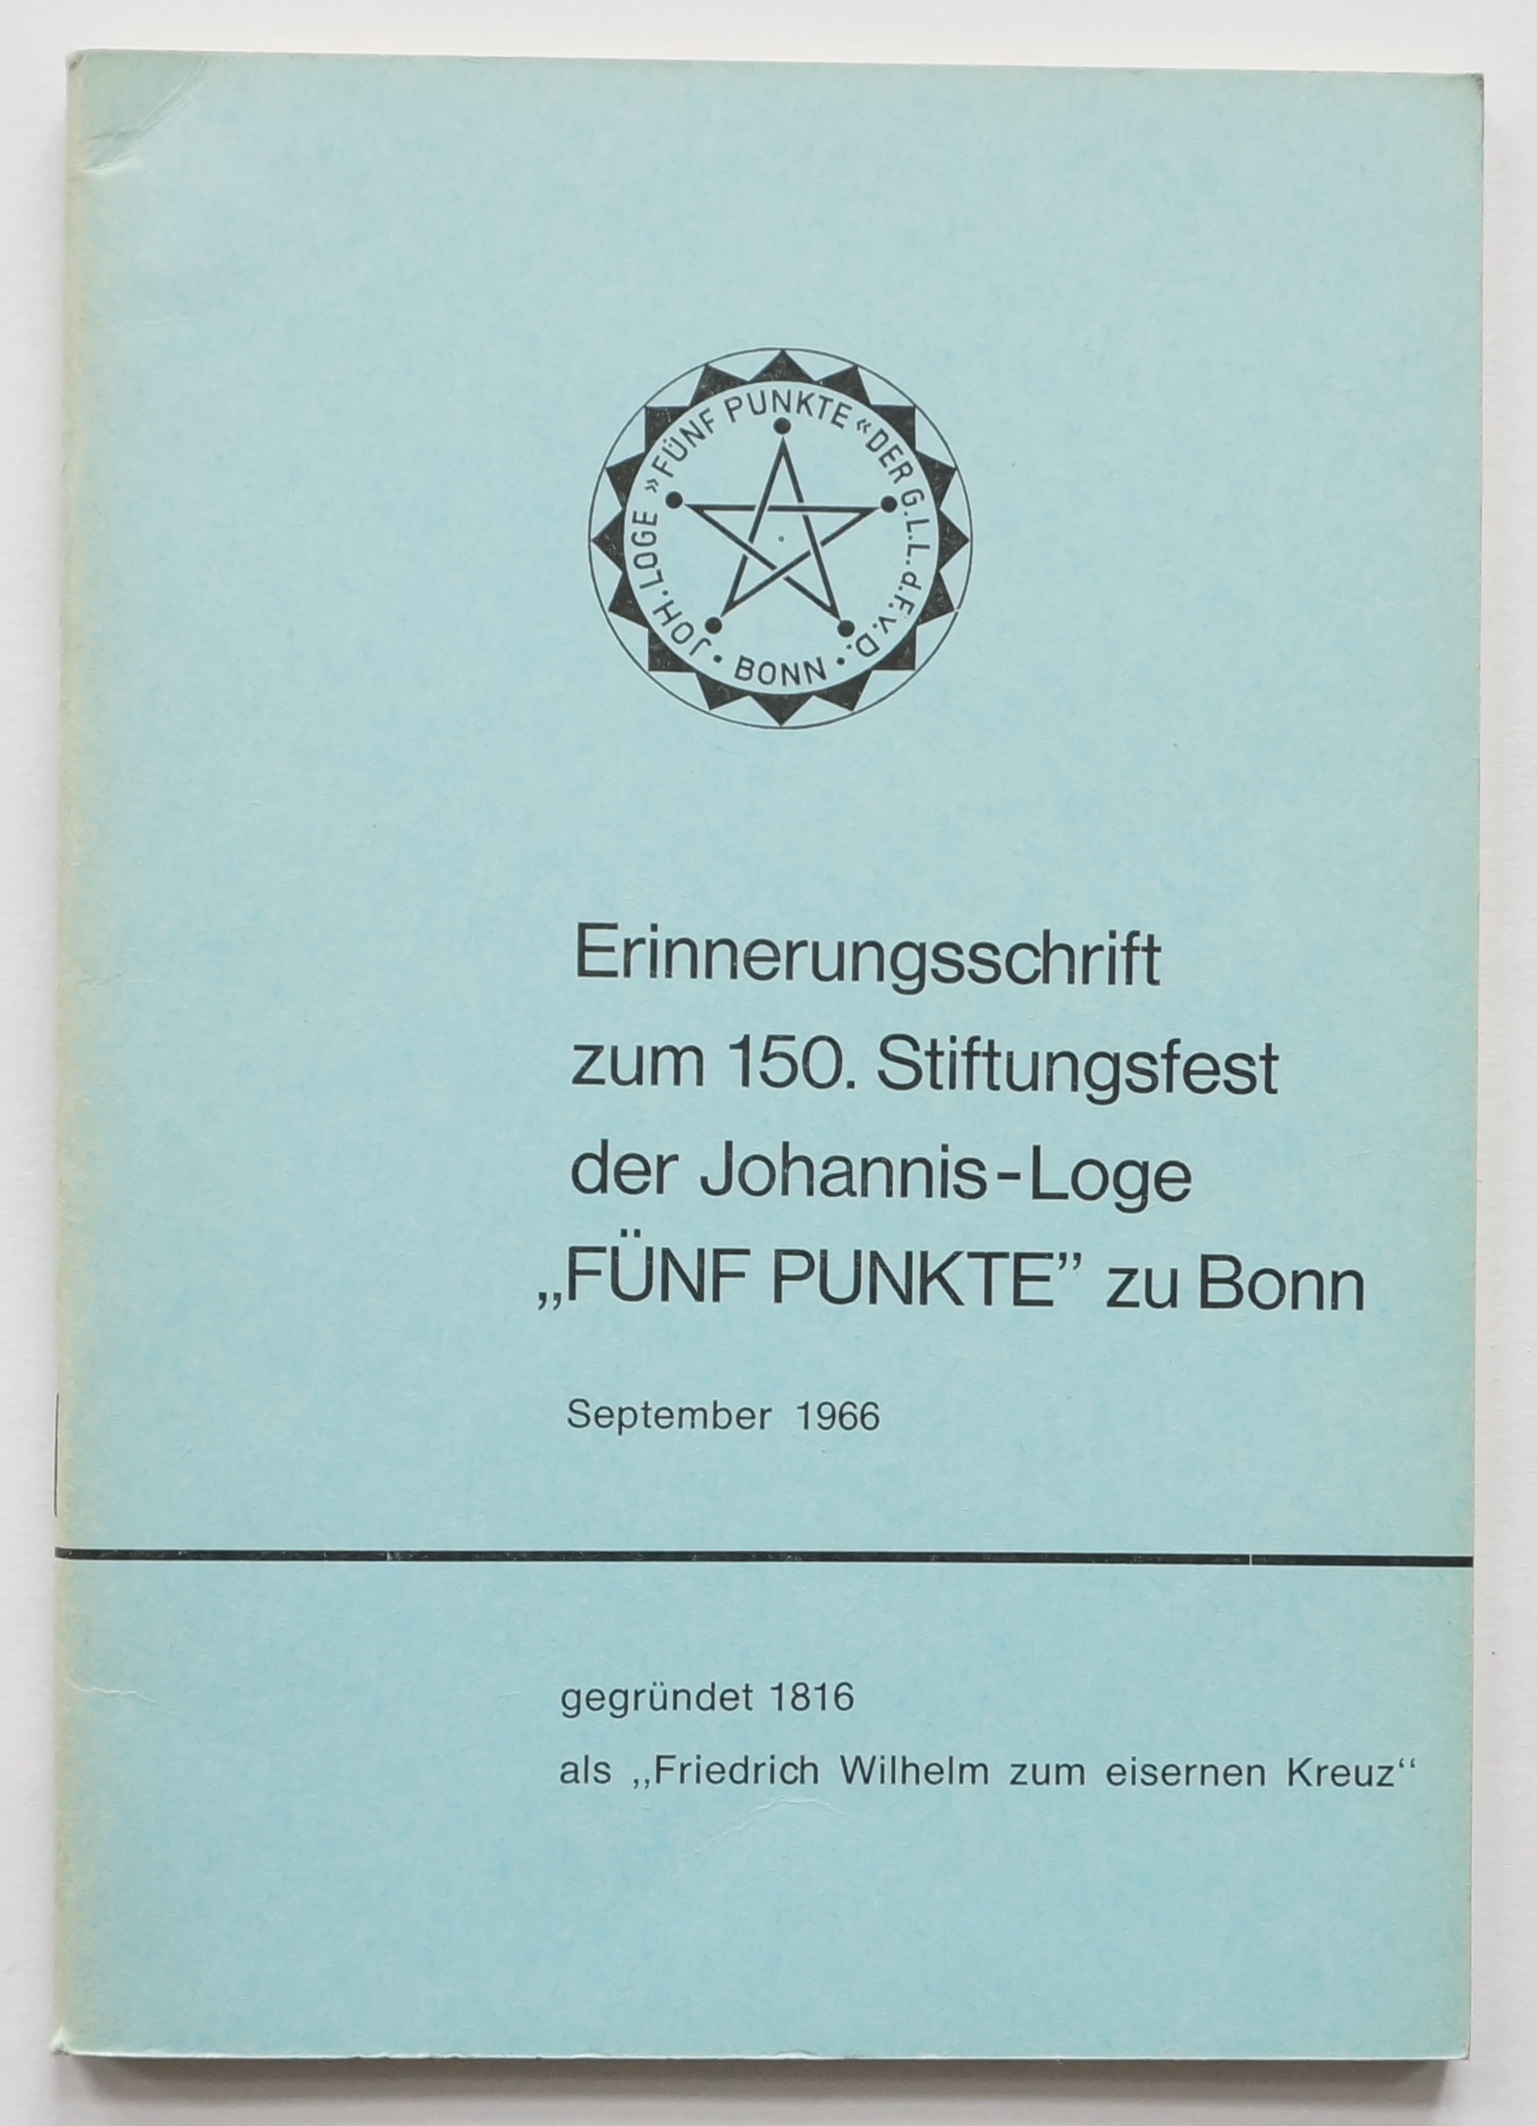 JOH. LOGE »FÜNF PUNKTE« DER G.L.L.d.F.v.D. • BONN •
Erinnerungsschrift
zum 150. Stiftungsfest
der Johannis-Loge
„FÜNF PUNKTE” zu Bonn
September 1966
gegründet 1816
als „Friedrich Wilhelm zum eisernen Kreuz“